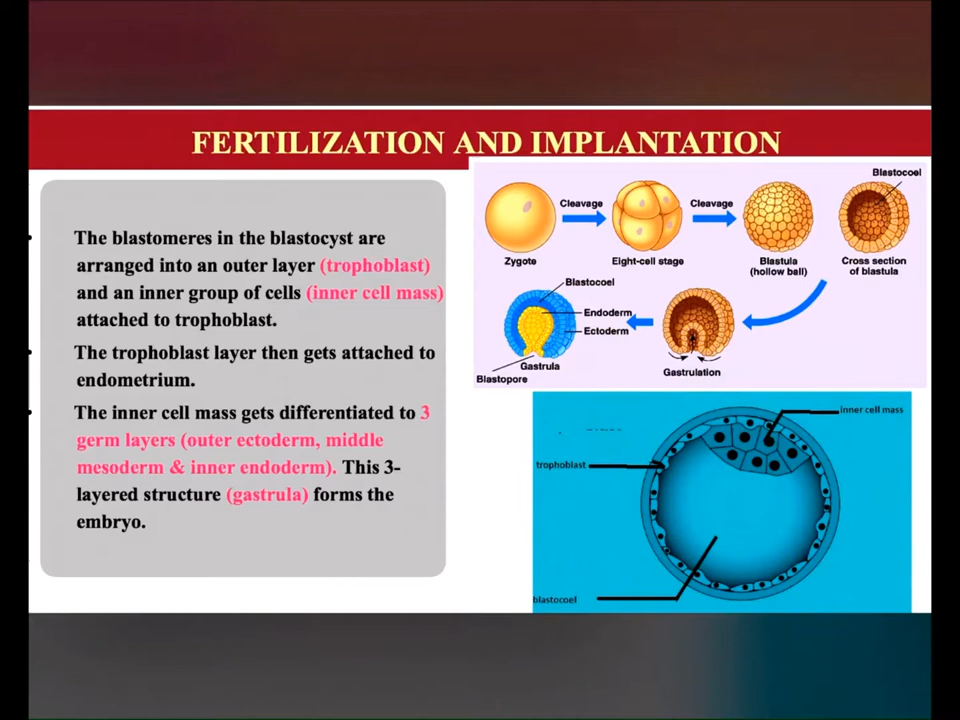 FERTILIZATION AND IMPLANTATION
The blastomeres in the blastocyst are
arranged into an outer layer (trophoblast)
and an inner group of cells (inner cell mass)
attached to trophoblast.
The trophoblast layer then gets attached to
endometrium.
The inner cell mass gets differentiated to 3
germ layers (outer ectoderm, middle
mesoderm & inner endoderm). This 3-
layered structure (gastrula) forms the
embryo.
Blastocoel
Cleavage
Cleavage
Zygote
Eight-cell stage
Blastula
(hollow ball)
Cross section
of blastula
Blastocoel
Endoderm
Ectoderm
Gastrula
Blastopore
Gastrulation
inner cell mass
trophoblast
blastocoel